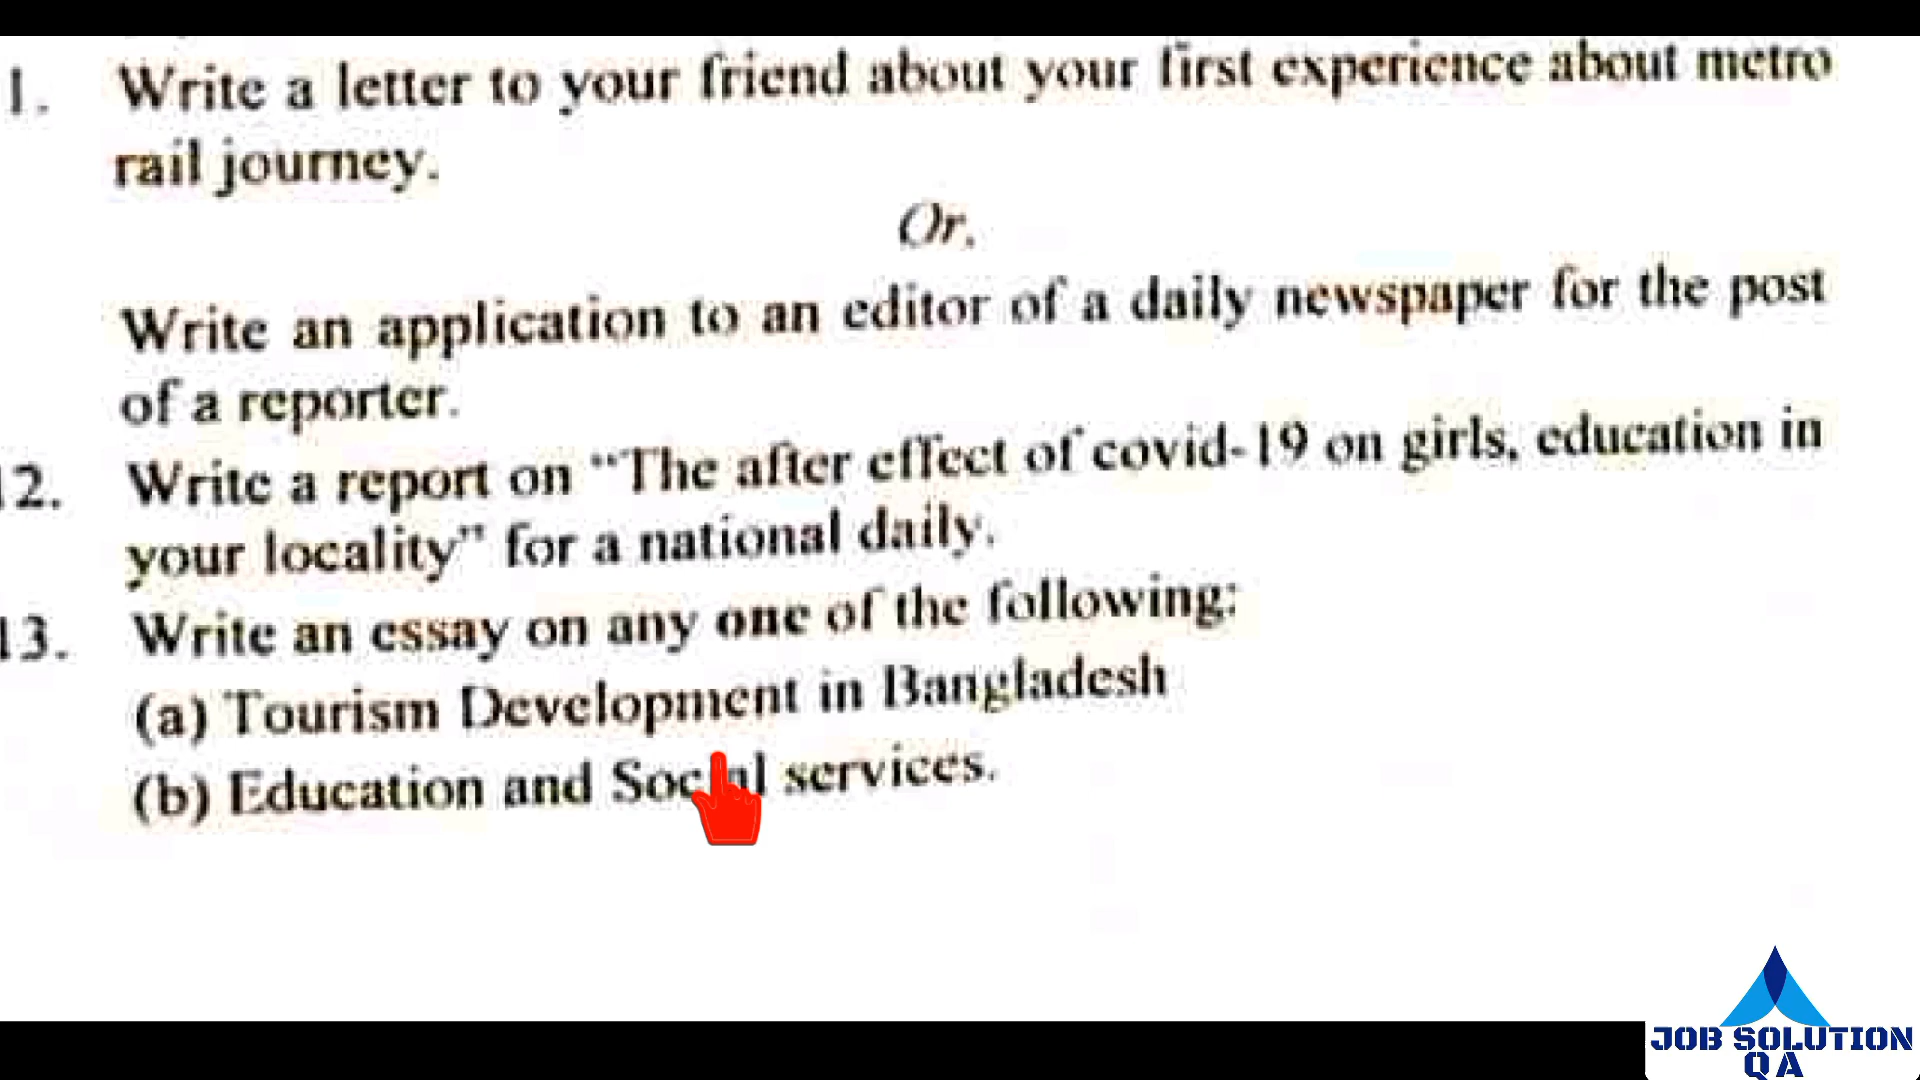 1. Write a letter to your friend about your first experience about metro
rail journey.
Or,
Write an application to an editor of a daily newspaper for the post
of a reporter.
12. Write a report on “The after effect of covid-19 on girls, education in
your locality” for a national daily.
13. Write an essay on any one of the following:
(a) Tourism Development in Bangladesh
(b) Education and Social services.
JOB SOLUTION
QA